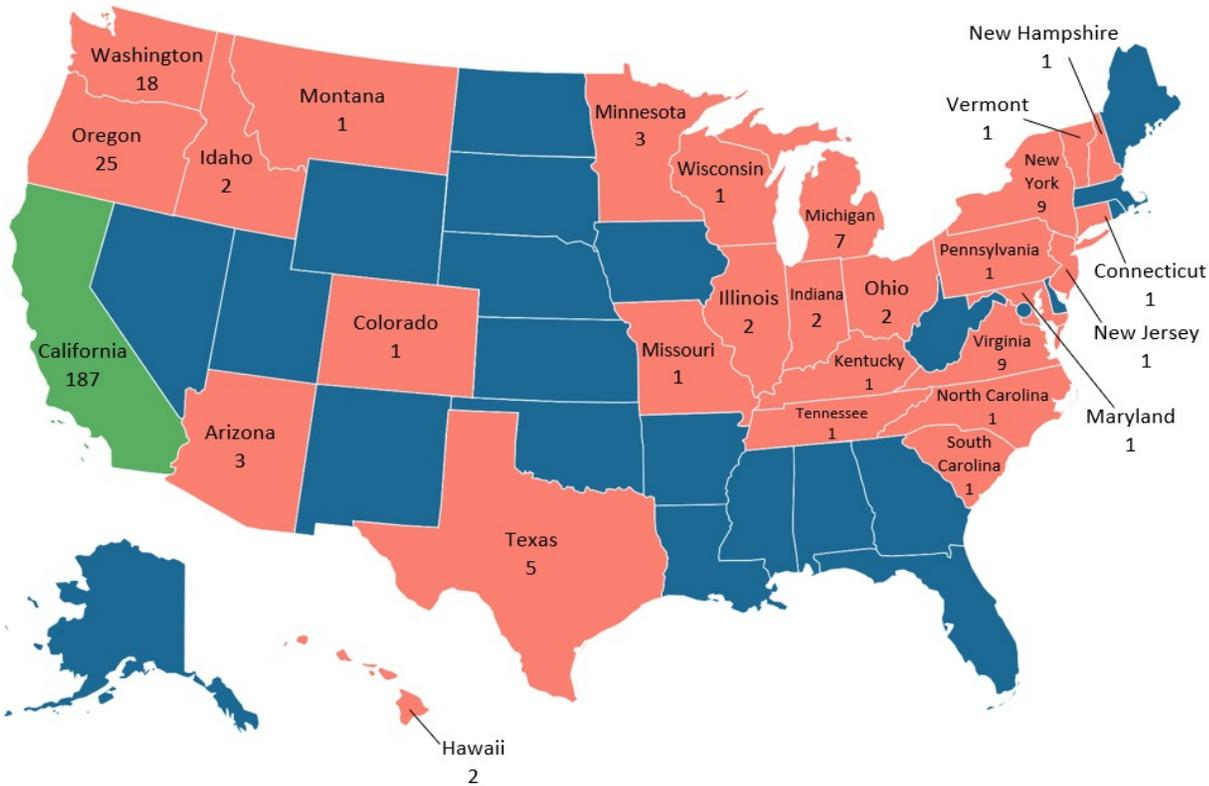 New Hampshire
1
Washington
18
Montana
1
Vermont
1
Minnesota
3
Oregon
25
Idaho
2
Wisconsin
1
New
York
9
Michigan
7
Pennsylvania
1
Connecticut
1
Colorado
1
Illinois
2
Indiana
2
Ohio
2
New Jersey
1
California
187
Missouri
1
Kentucky
1
Virginia
9
North Carolina
1
Maryland
1
Tennessee
1
Arizona
3
South
Carolina
1
Texas
5
Hawaii
2